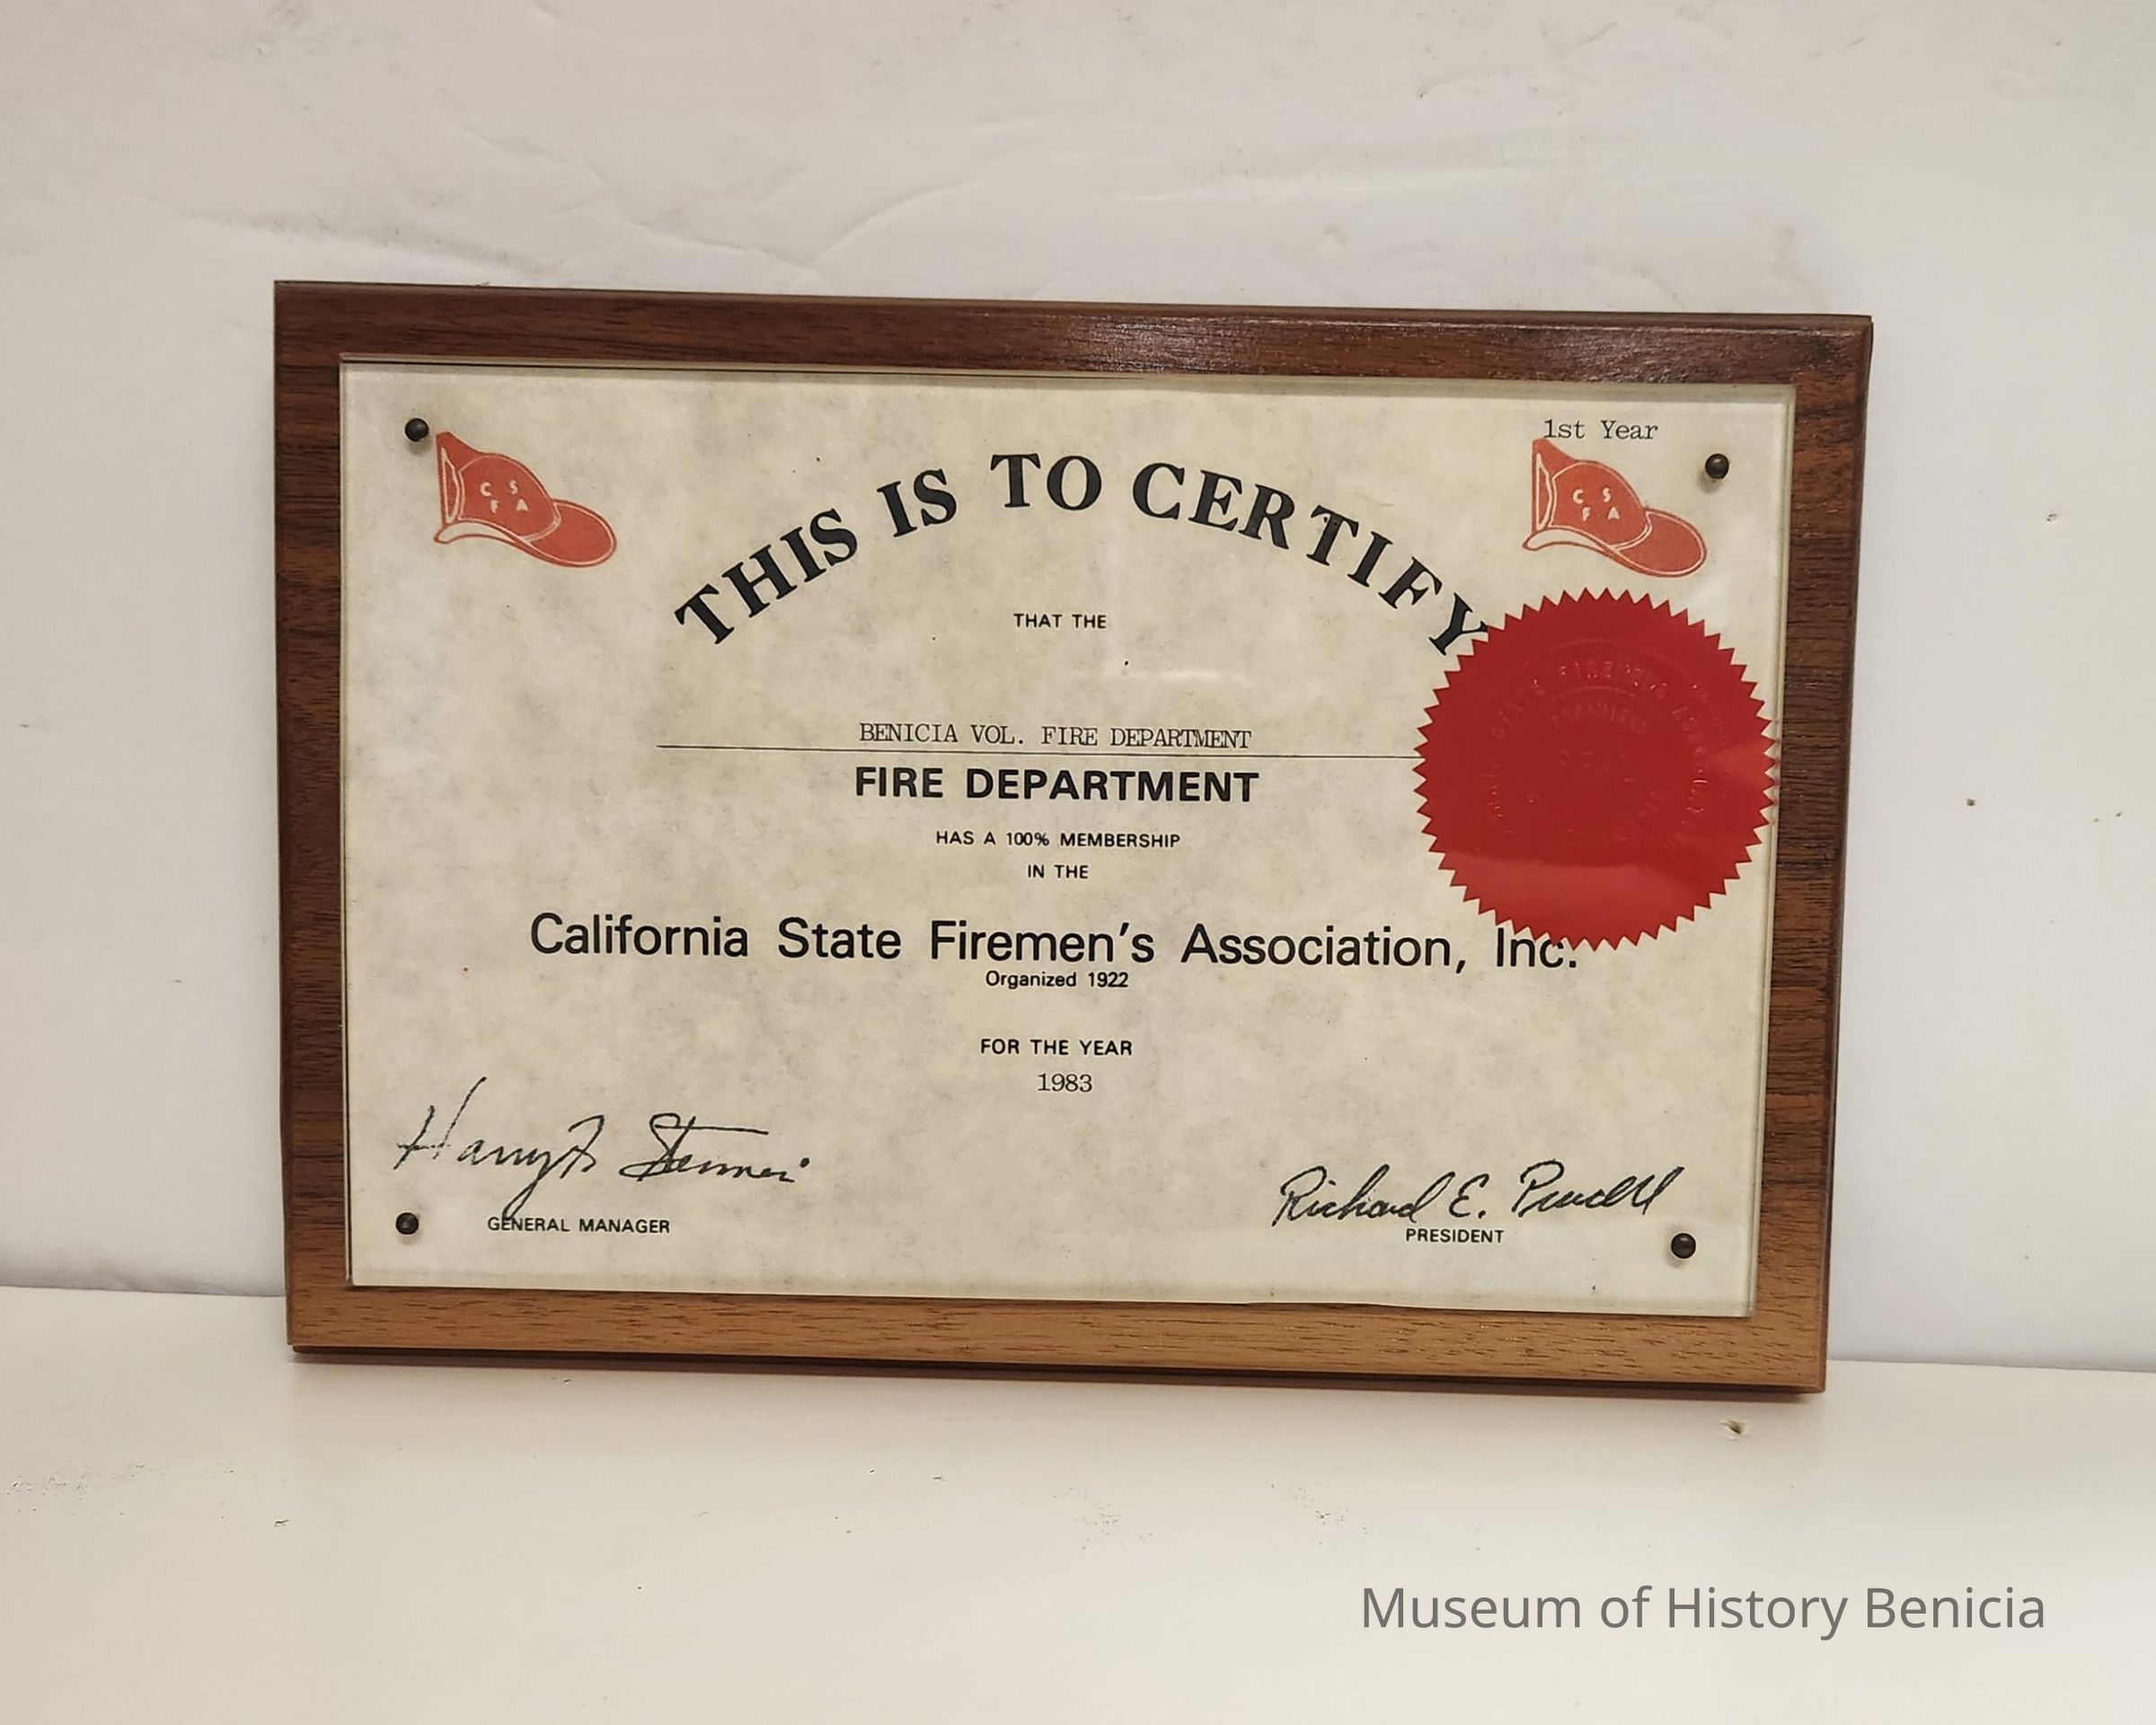 1st Year
C S
F A
C S
F A
THIS IS TO CERTIFY
THAT THE
BENICIA VOL. FIRE DEPARTMENT
FIRE DEPARTMENT
HAS A 100% MEMBERSHIP
IN THE
California State Firemen's Association, Inc.
Organized 1922
FOR THE YEAR
1983
Harry
GENERAL MANAGER
Richard E. Powell
PRESIDENT
Museum of History Benicia